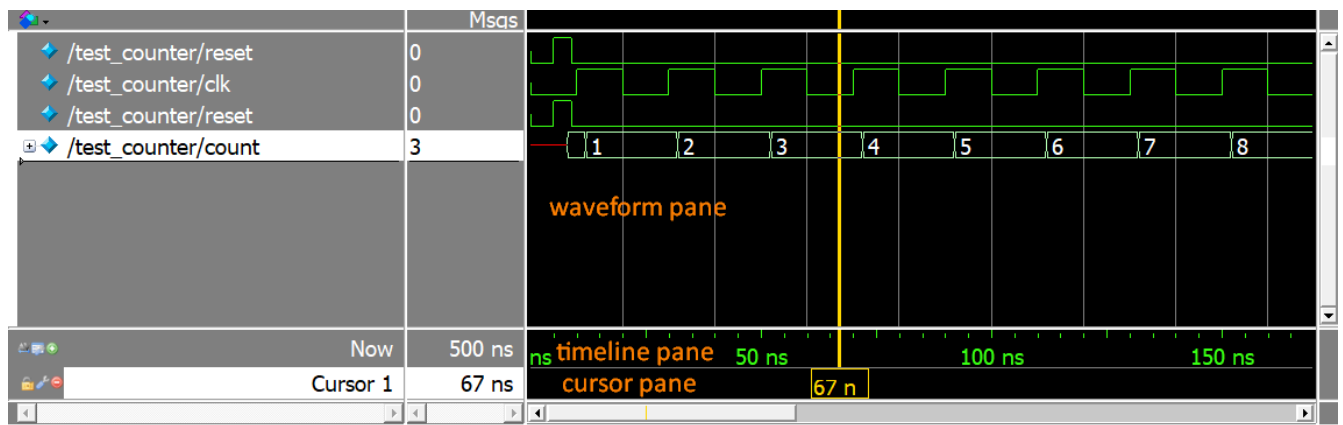 Msgs
/test_counter/reset 0
/test_counter/clk 0
/test_counter/reset 0
/test_counter/count 3 1 2 3 4 5 6 7 8
waveform pane
Now 500 ns ns timeline pane 50 ns 100 ns 150 ns
Cursor 1 67 ns cursor pane 67 n